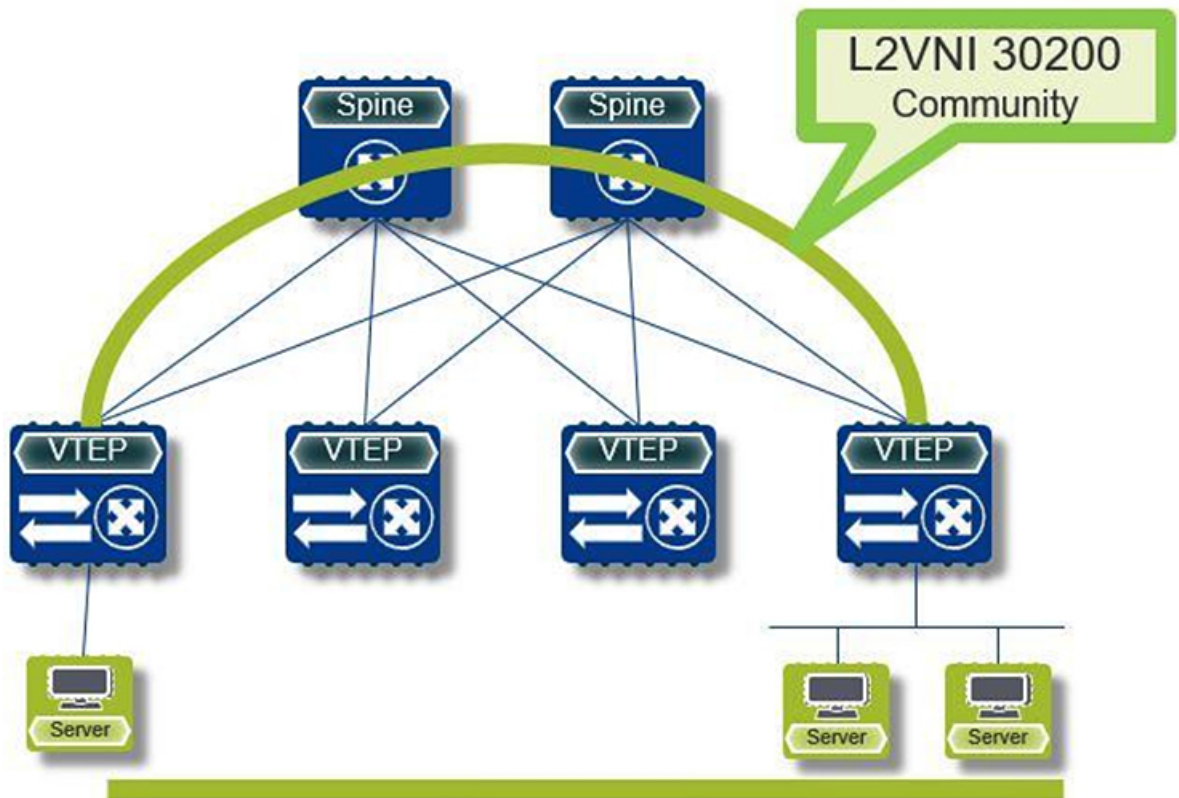 L2VNI 30200
Community
Spine
Spine
VTEP
VTEP
VTEP
VTEP
Server
Server
Server